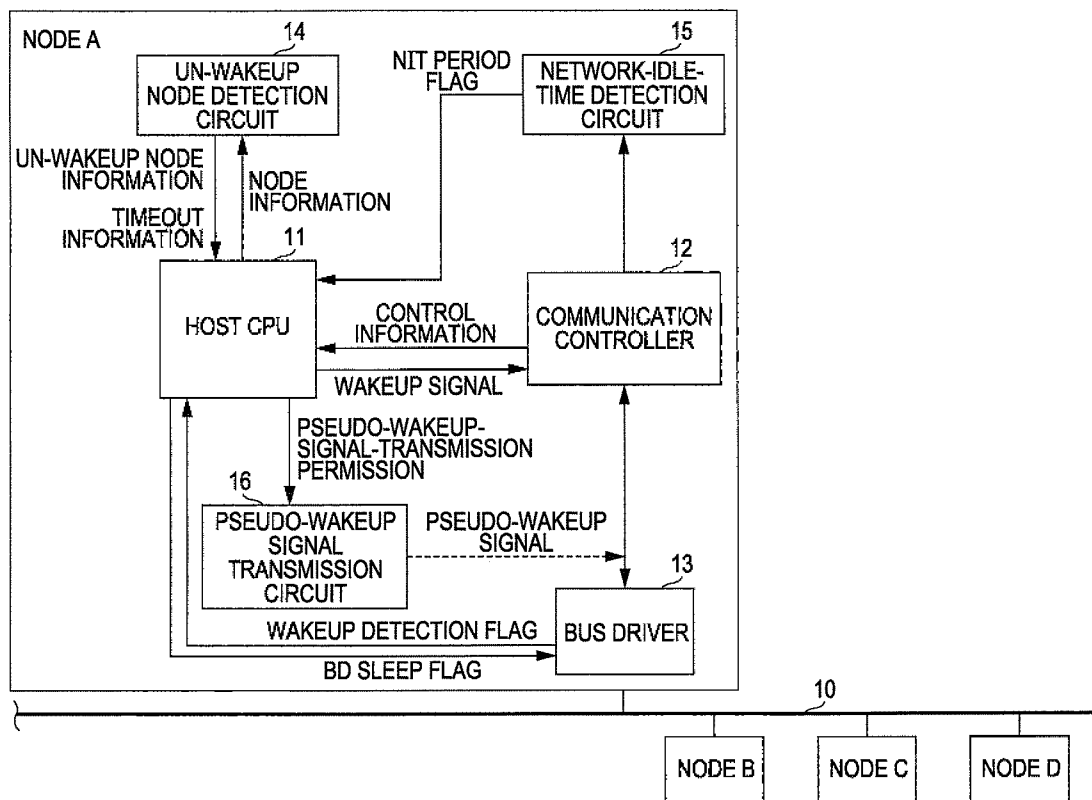 NODE A
14
UN-WAKEUP
NODE DETECTION
CIRCUIT
NIT PERIOD
FLAG
15
NETWORK-IDLE-
TIME DETECTION
CIRCUIT
UN-WAKEUP NODE
INFORMATION
NODE
INFORMATION
TIMEOUT
INFORMATION
11
HOST CPU
CONTROL
INFORMATION
WAKEUP SIGNAL
12
COMMUNICATION
CONTROLLER
PSEUDO-WAKEUP-
SIGNAL-TRANSMISSION
PERMISSION
16
PSEUDO-WAKEUP
SIGNAL
TRANSMISSION
CIRCUIT
PSEUDO-WAKEUP
SIGNAL
13
BUS DRIVER
WAKEUP DETECTION FLAG
BD SLEEP FLAG
10
NODE B
NODE C
NODE D